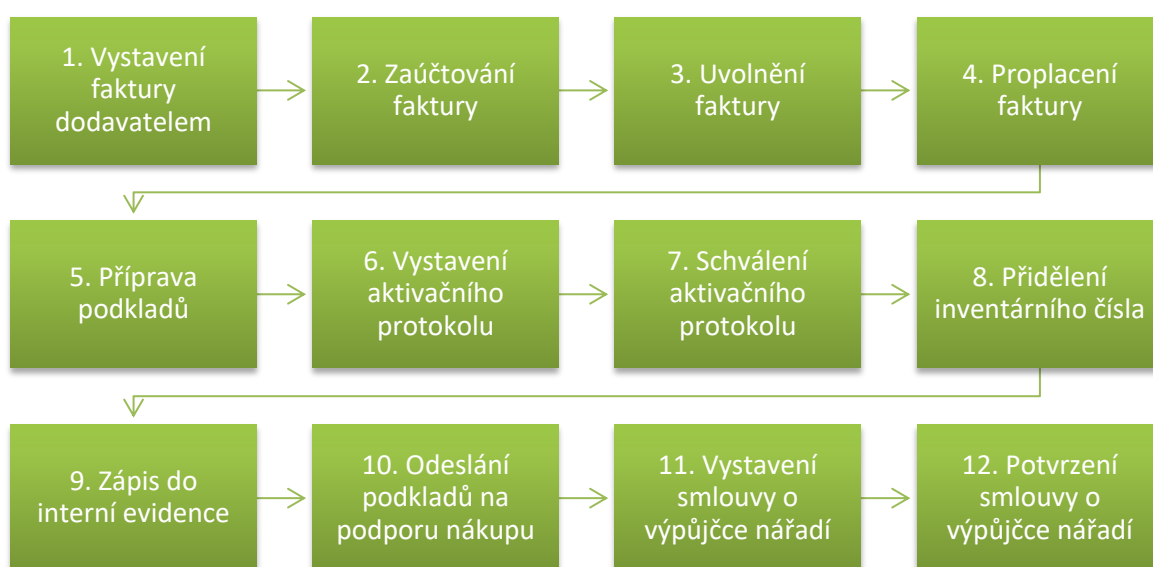 1. Vystavení
faktury
dodavatelem
2. Zaúčtování
faktury
3. Uvolnění
faktury
4. Proplacení
faktury
5. Příprava
podkladů
6. Vystavení
aktivačního
protokolu
7. Schválení
aktivačního
protokolu
8. Přidělení
inventárního čísla
9. Zápis do
interní evidence
10. Odeslání
podkladů na
podporu nákupu
11. Vystavení
smlouvy o
výpůjčce nářadí
12. Potvrzení
smlouvy o
výpůjčce nářadí